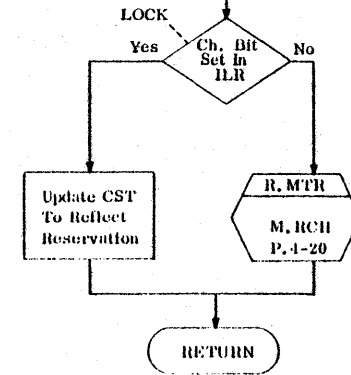 LOCK
Yes
Ch. Bit
Set In
ILR
No
Update CST
To Reflect
Reservation
R.MTR
M.RCH
P.4-20
RETURN